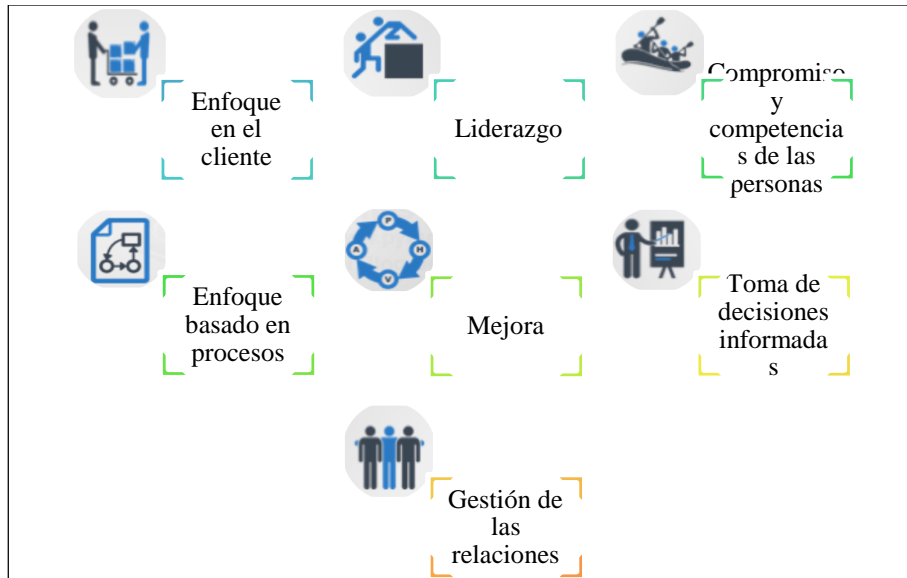 Enfoque
en el
cliente
Liderazgo
Compromiso
y
competencia
s de las
personas
Enfoque
basado en
procesos
P
A
H
V
Mejora
Toma de
decisiones
informada
s
Gestión de
las
relaciones